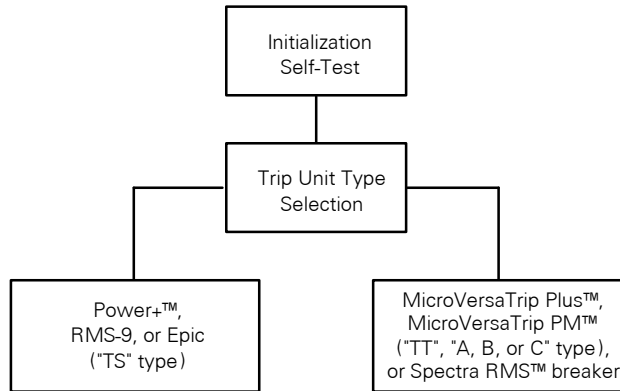 Initialization
Self-Test
Trip Unit Type
Selection
Power+™,
RMS-9, or Epic
("TS" type)
MicroVersaTrip Plus™,
MicroVersaTrip PM™
("TT", "A, B, or C" type),
or Spectra RMS™ breaker